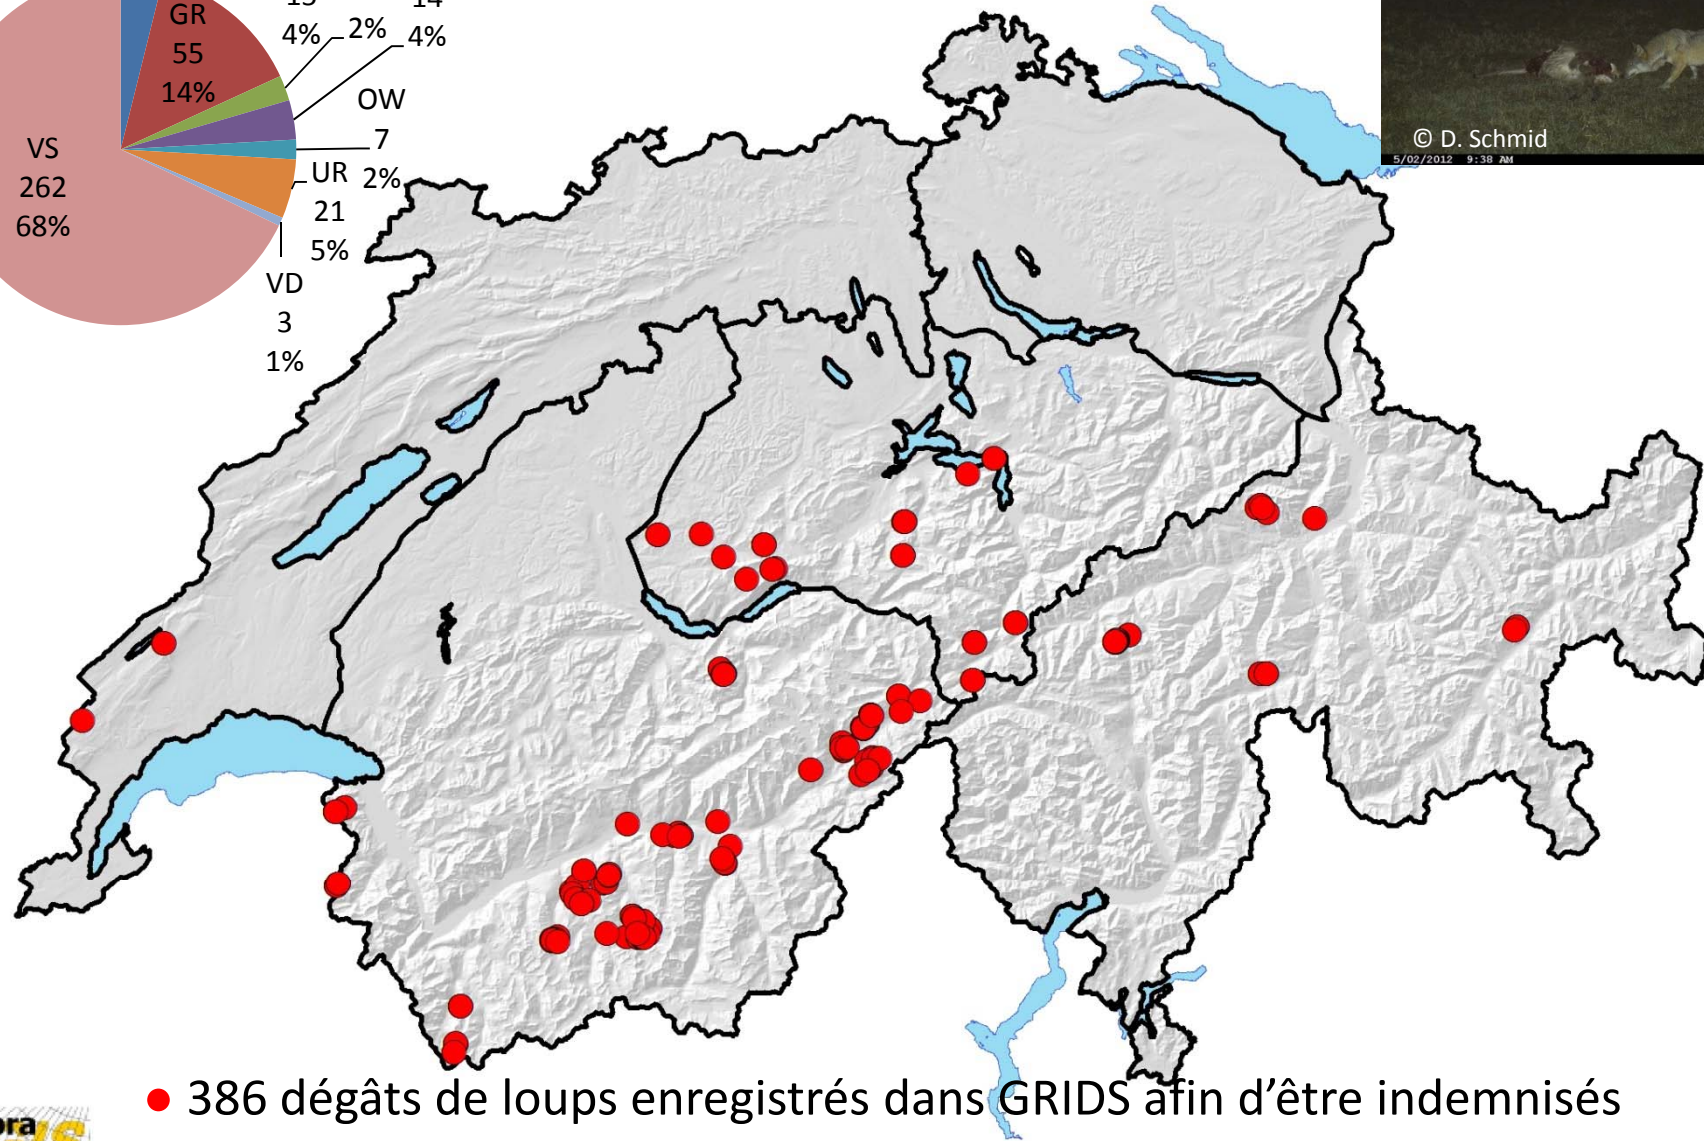 GR
55
14%
4%
2%
4%
OW
7
2%
VS
262
68%
UR
21
5%
VD
3
1%
© D. Schmid
5/02/2012 9:38 AM
386 dégâts de loups enregistrés dans GRIDS afin d’être indemnisés